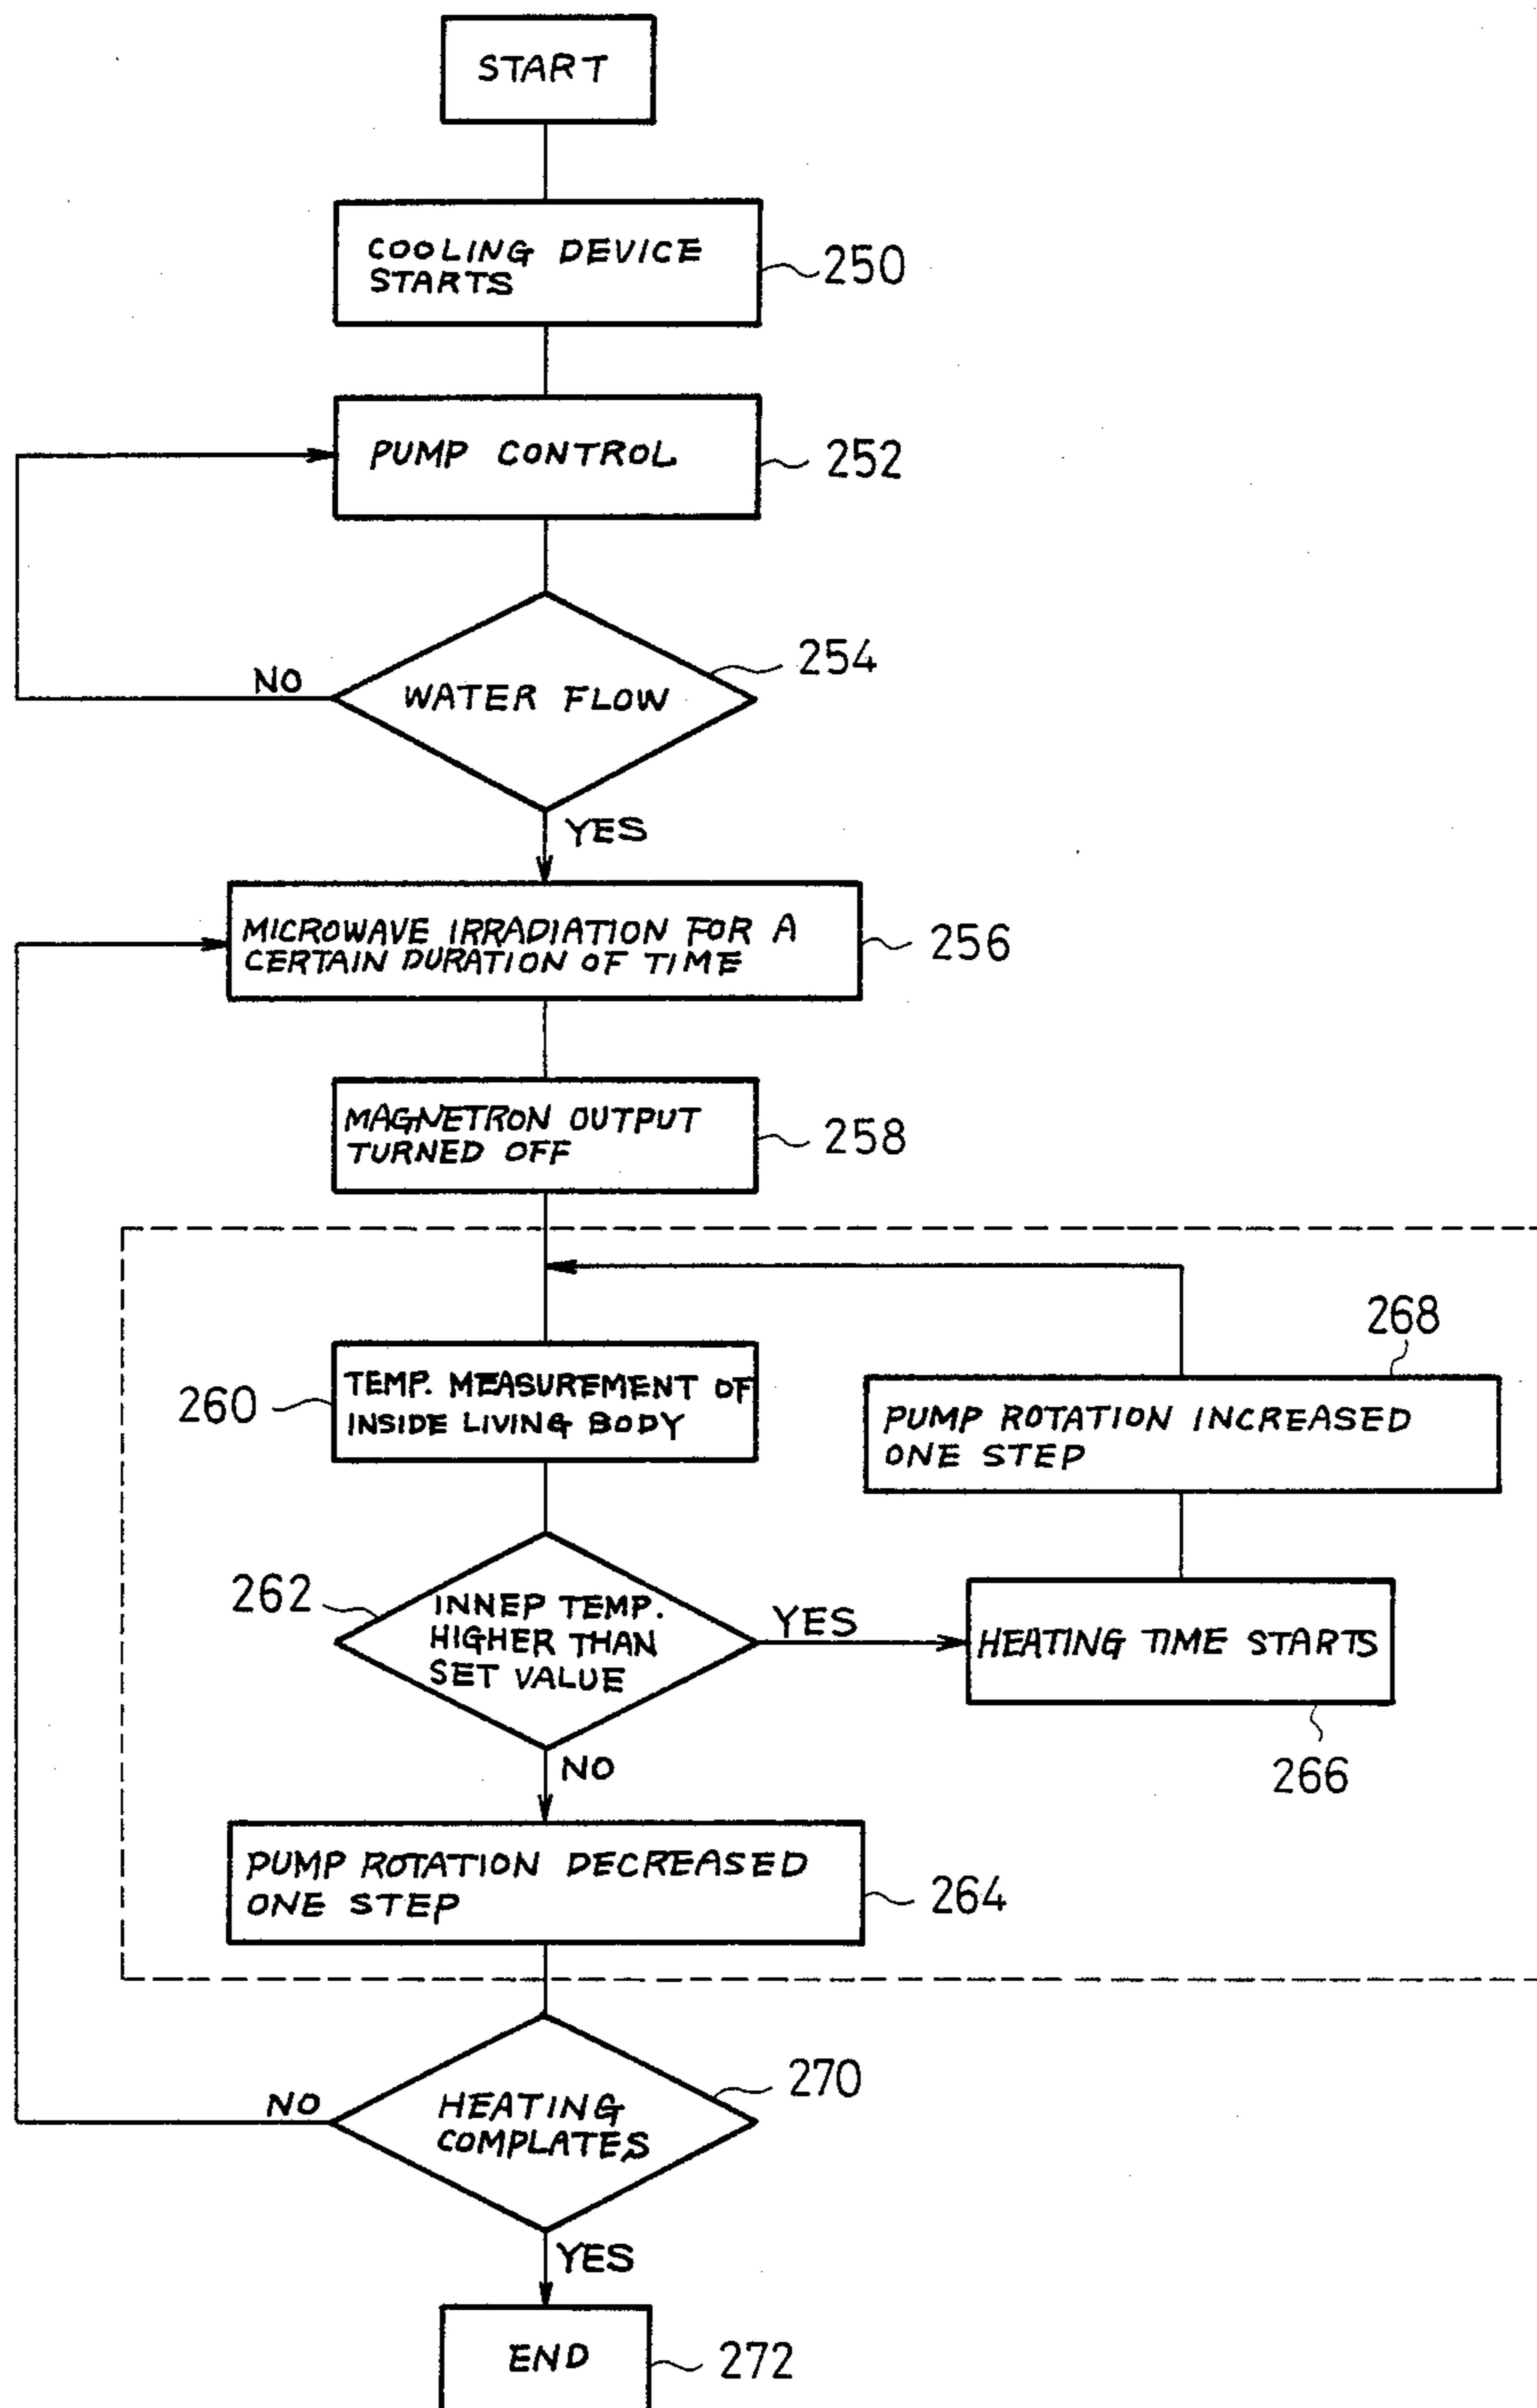 START
COOLING DEVICE
STARTS
250
PUMP CONTROL
252
254
NO
WATER FLOW
YES
MICROWAVE IRRADIATION FOR A
CERTAIN DURATION OF TIME
256
MAGNETRON OUTPUT
TURNED OFF
258
268
260
TEMP. MEASUREMENT OF
INSIDE LIVING BODY
PUMP ROTATION INCREASED
ONE STEP
262
INNEP TEMP.
HIGHER THAN
SET VALUE
YES
HEATING TIME STARTS
266
NO
PUMP ROTATION DECREASED
ONE STEP
264
270
NO
HEATING
COMPLATES
YES
END
272